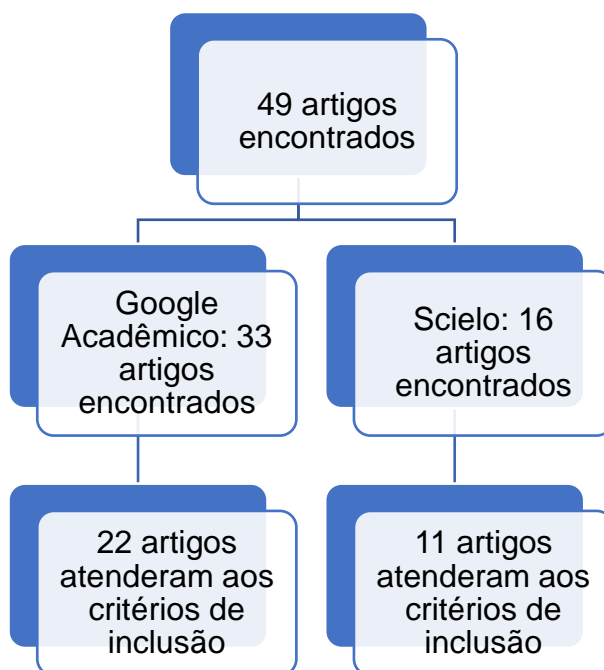 49 artigos
encontrados
Google
Acadêmico: 33
artigos
encontrados
Scielo: 16
artigos
encontrados
22 artigos
atenderam aos
critérios de
inclusão
11 artigos
atenderam aos
critérios de
inclusão